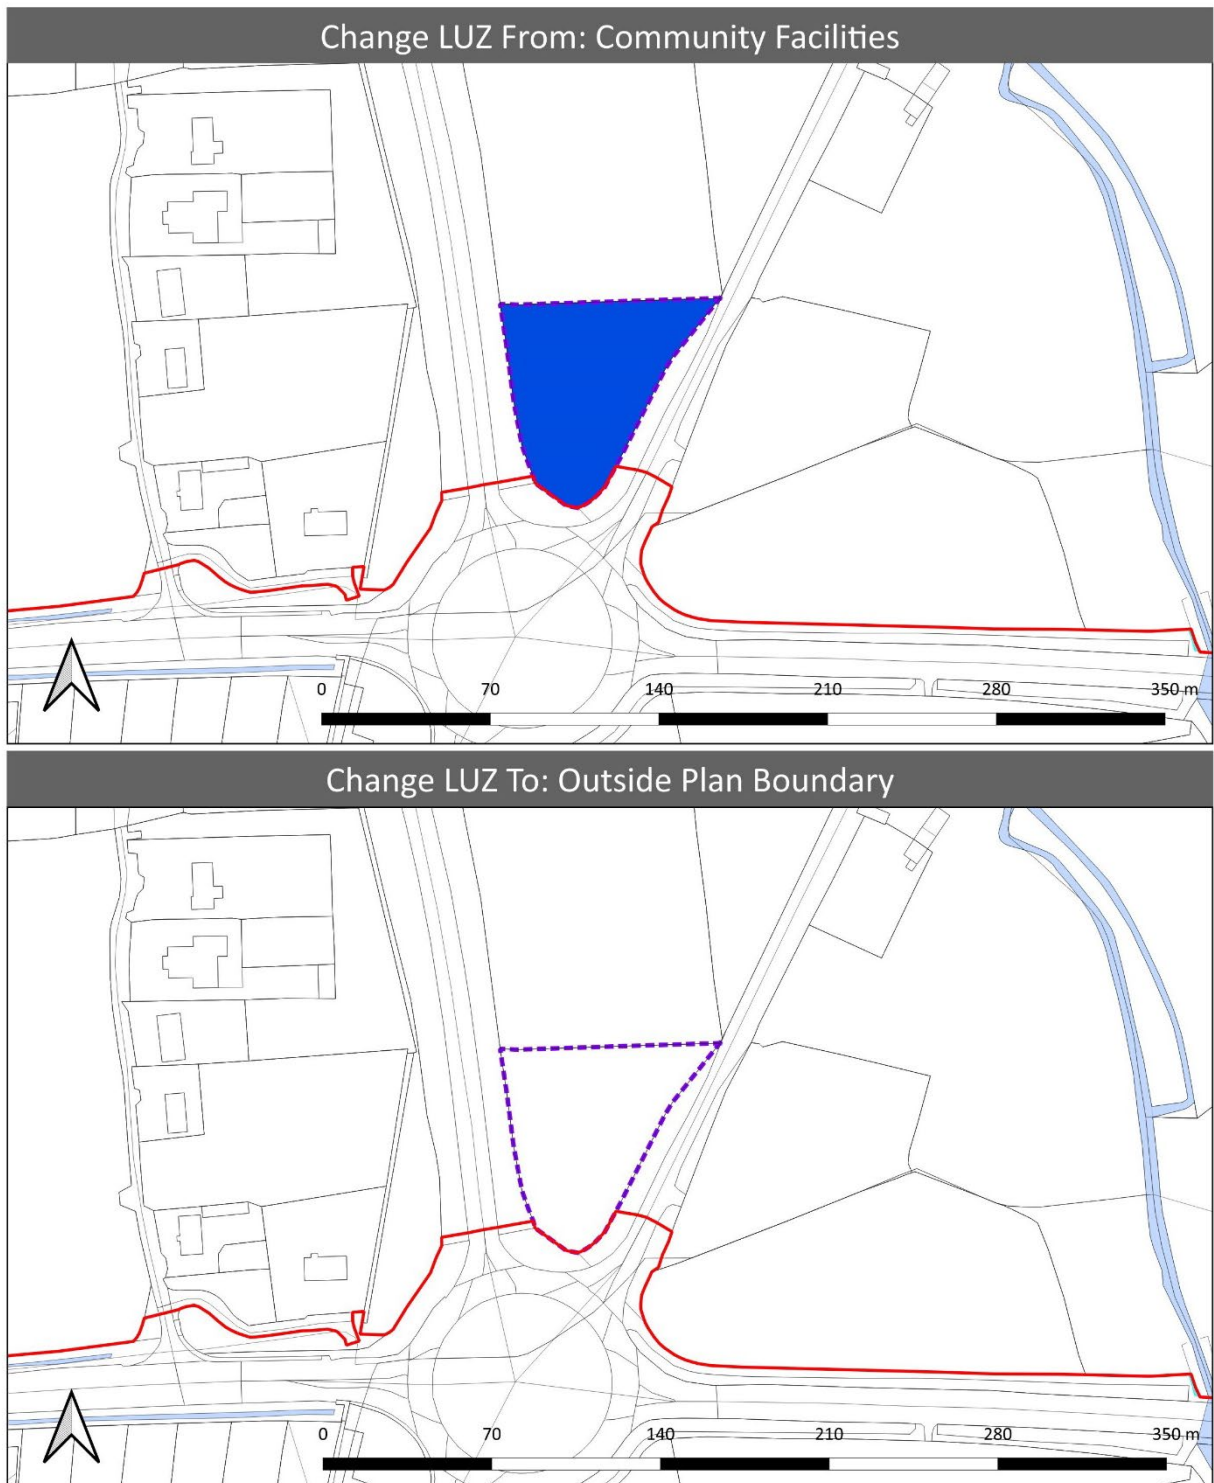 Change LUZ From: Community Facilities
0 70 140 210 280 350 m
Change LUZ To: Outside Plan Boundary
0 70 140 210 280 350 m